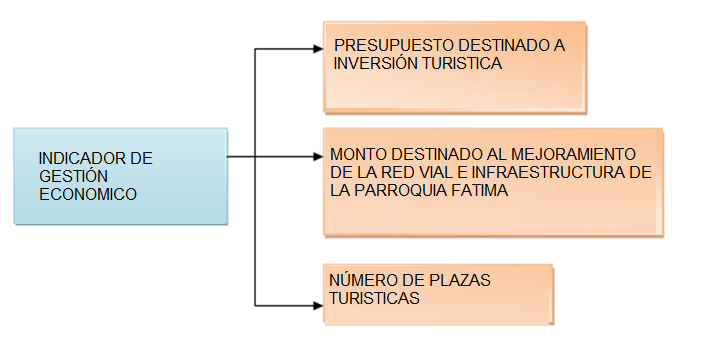 INDICADOR DE
GESTIÓN
ECONOMICO
PRESUPUESTO DESTINADO A
INVERSIÓN TURISTICA
MONTO DESTINADO AL MEJORAMIENTO
DE LA RED VIAL E INFRAESTRUCTURA DE
LA PARROQUIA FATIMA
NÚMERO DE PLAZAS
TURISTICAS